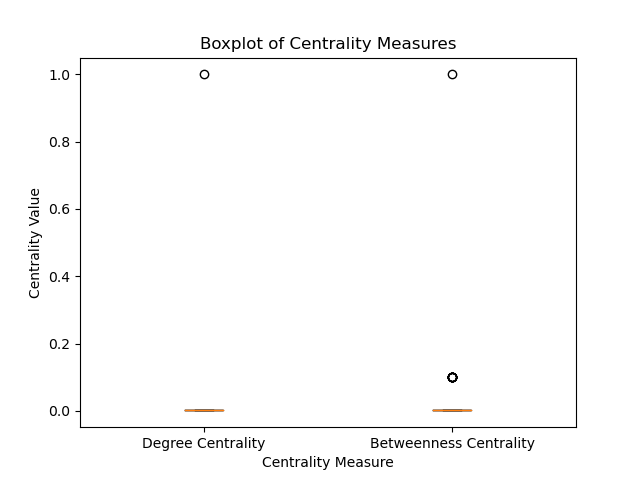 Boxplot of Centrality Measures
1.0
0.8
0.6
0.4
0.2
0.0
Centrality Value
Degree Centrality
Betweenness Centrality
Centrality Measure